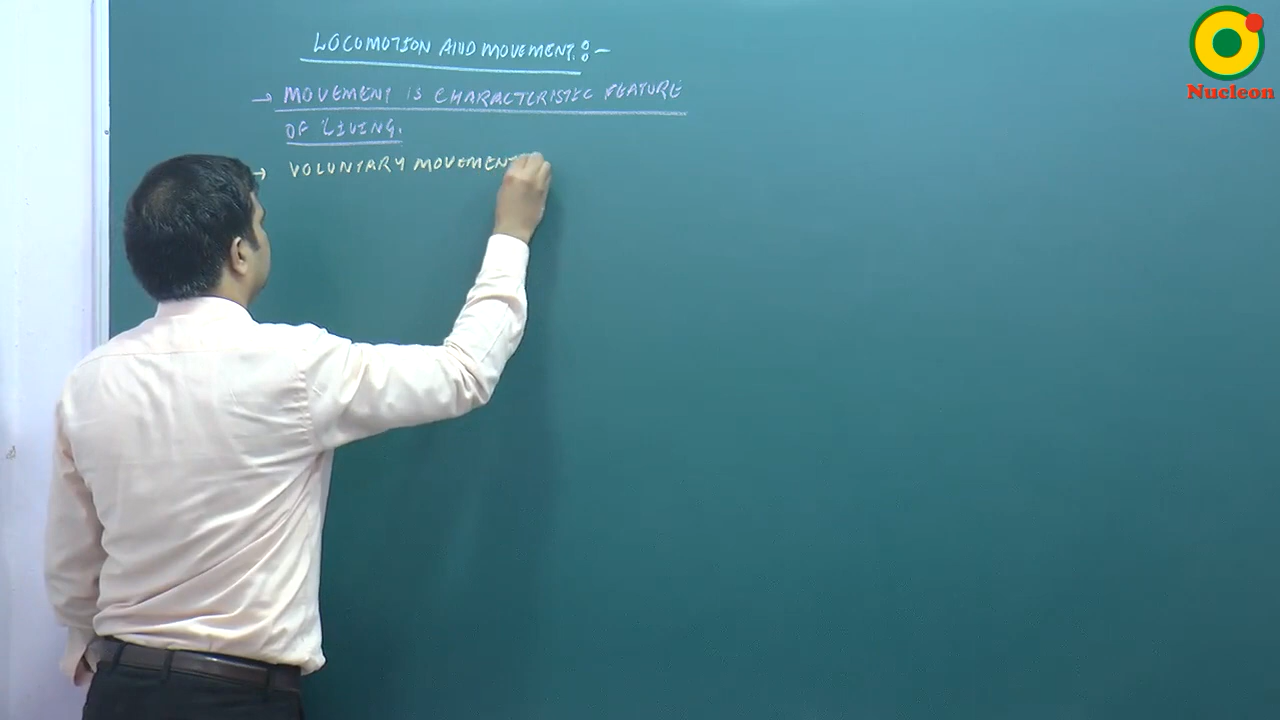 LOCOMOTION AND MOVEMENT:-
→ MOVEMENT IS CHARACTERISTIC FEATURE
OF LIVING.
→ VOLUNTARY MOVEMENT
Nucleon